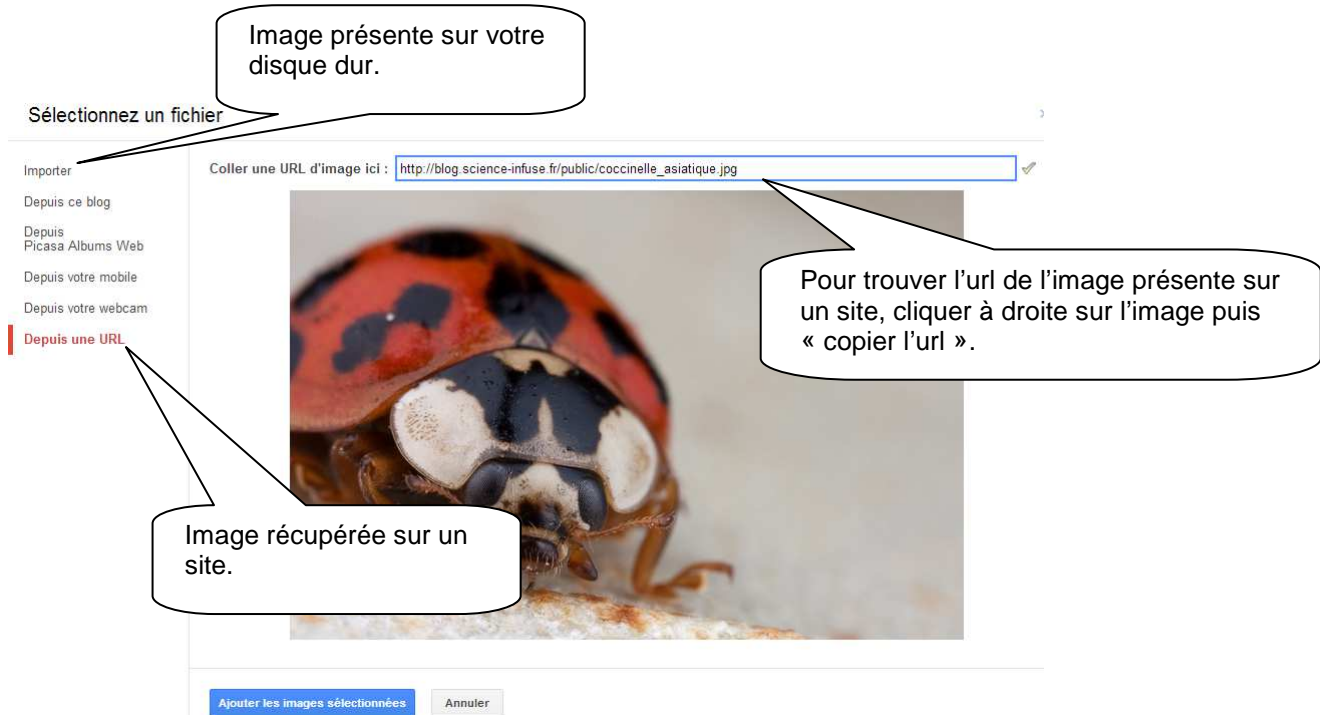 Image présente sur votre
disque dur.
Sélectionnez un fichier
Importer
Depuis ce blog
Depuis
Picasa Albums Web
Depuis votre mobile
Depuis votre webcam
Depuis une URL
Coller une URL d'image ici : http://blog.science-infuse.fr/public/coccinelle_asiatique.jpg
Pour trouver l’url de l’image présente sur
un site, cliquer à droite sur l’image puis
« copier l’url ».
Image récupérée sur un
site.
Ajouter les images sélectionnées Annuler